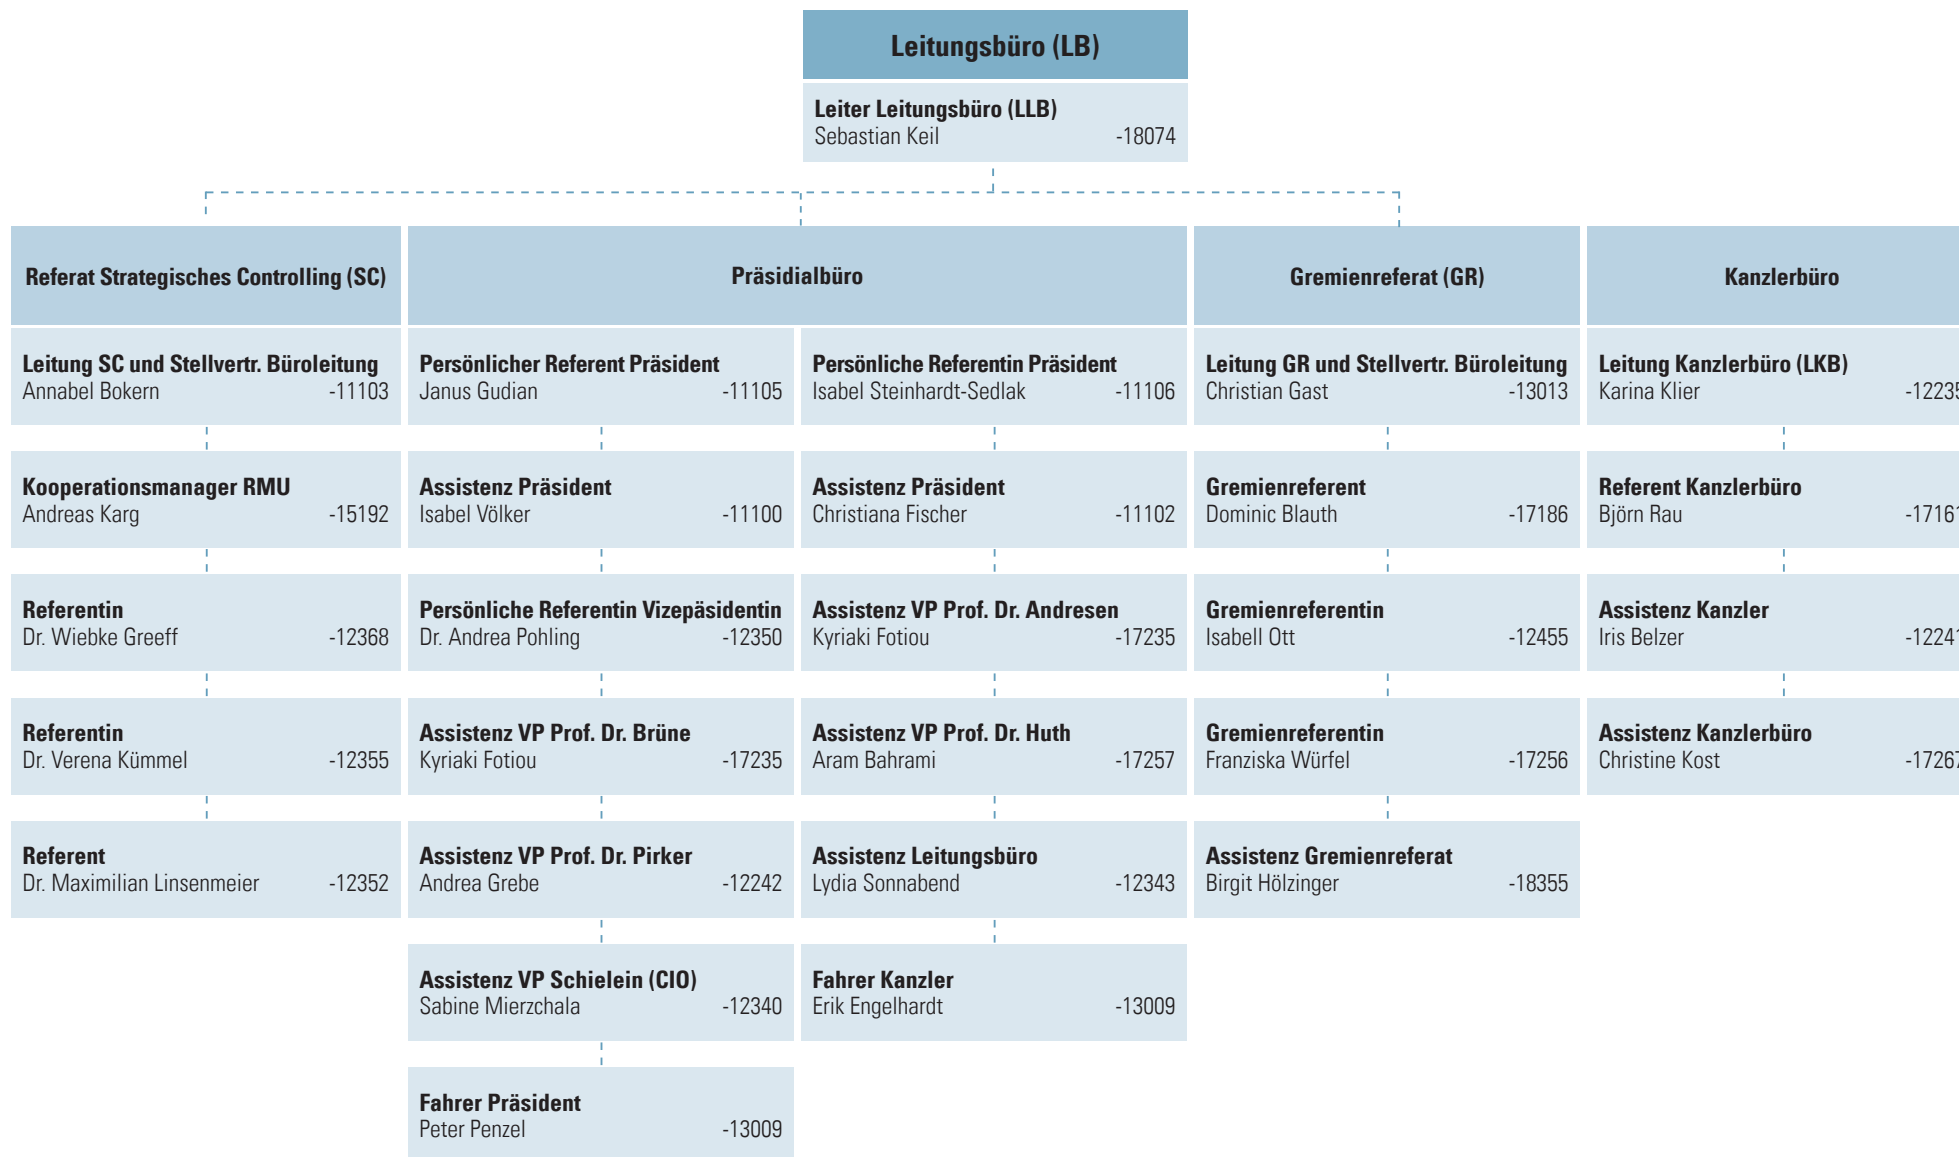 Leitungsbüro (LB)
Leiter Leitungsbüro (LLB)
Sebastian Keil -18074
Referat Strategisches Controlling (SC)
Leitung SC und Stellvertr. Büroleitung
Annabel Bokern -11103
Kooperationsmanager RMU
Andreas Karg -15192
Referentin
Dr. Wiebke Greeff -12368
Referentin
Dr. Verena Kümmel -12355
Referent
Dr. Maximilian Linsenmeier -12352
Präsidialbüro
Persönlicher Referent Präsident
Janus Gudian -11105
Assistenz Präsident
Isabel Völker -11100
Persönliche Referentin Vizepäsidentin
Dr. Andrea Pohling -12350
Assistenz VP Prof. Dr. Brüne
Kyriaki Fotiou -17235
Assistenz VP Prof. Dr. Pirker
Andrea Grebe -12242
Assistenz VP Schielein (CIO)
Sabine Mierzchala -12340
Fahrer Präsident
Peter Penzel -13009
Persönliche Referentin Präsident
Isabel Steinhardt-Sedlak -11106
Assistenz Präsident
Christiana Fischer -11102
Assistenz VP Prof. Dr. Andresen
Kyriaki Fotiou -17235
Assistenz VP Prof. Dr. Huth
Aram Bahrami -17257
Assistenz Leitungsbüro
Lydia Sonnabend -12343
Fahrer Kanzler
Erik Engelhardt -13009
Gremienreferat (GR)
Leitung GR und Stellvertr. Büroleitung
Christian Gast -13013
Gremienreferent
Dominic Blauth -17186
Gremienreferentin
Isabell Ott -12455
Gremienreferentin
Franziska Würfel -17256
Assistenz Gremienreferat
Birgit Hölzinger -18355
Kanzlerbüro
Leitung Kanzlerbüro (LKB)
Karina Klier -12235
Referent Kanzlerbüro
Björn Rau -17161
Assistenz Kanzler
Iris Belzer -12241
Assistenz Kanzlerbüro
Christine Kost -17267